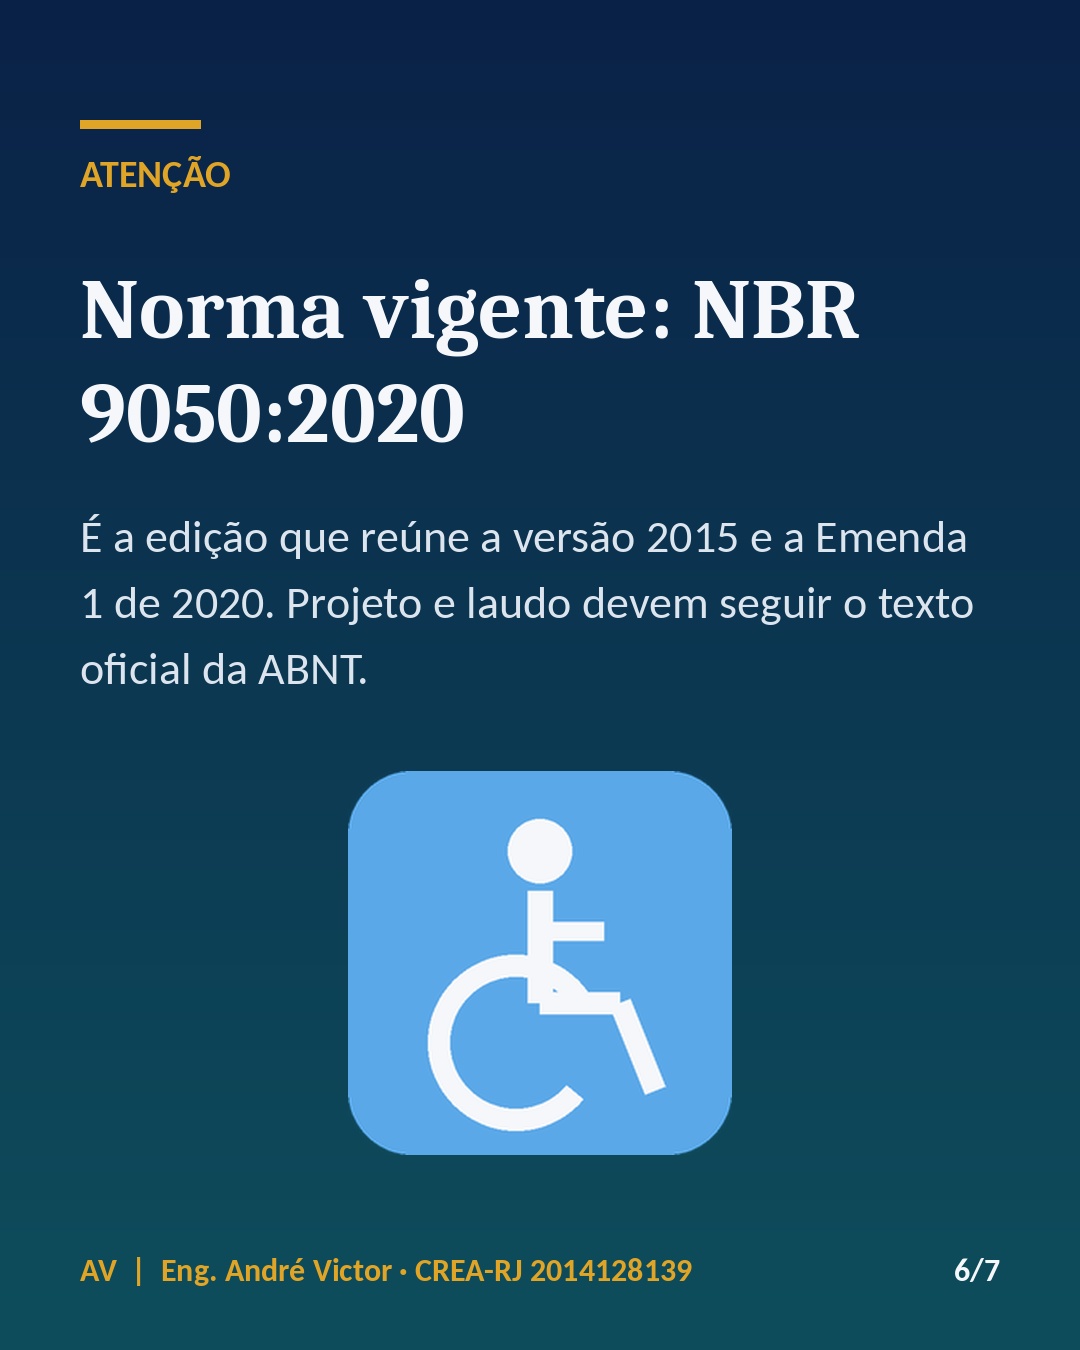 ATENÇÃO
Norma vigente: NBR
9050:2020
É a edição que reúne a versão 2015 e a Emenda
1 de 2020. Projeto e laudo devem seguir o texto
oficial da ABNT.
AV | Eng. André Victor · CREA-RJ 2014128139
6/7